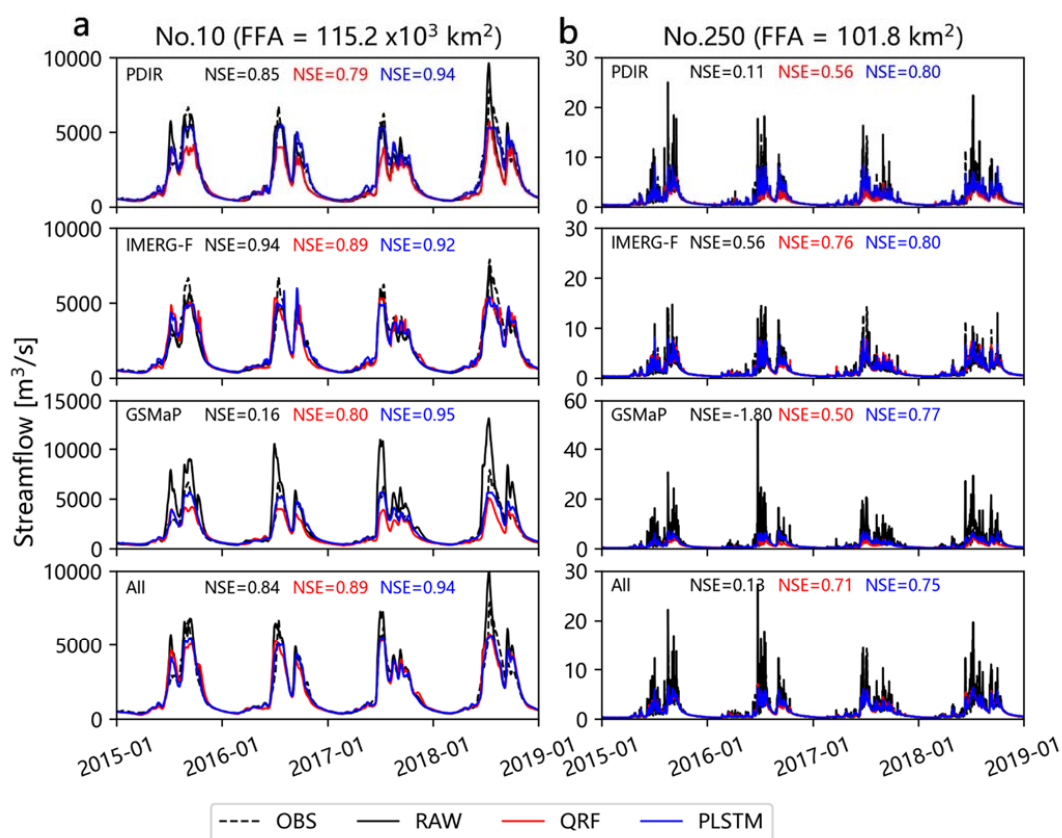 a
No.10 (FFA = 115.2 x10³ km²)
b
No.250 (FFA = 101.8 km²)
Streamflow [m³/s]
10000
5000
0
PDIR NSE=0.85 NSE=0.79 NSE=0.94
30
20
10
0
PDIR NSE=0.11 NSE=0.56 NSE=0.80
10000
5000
0
IMERG-F NSE=0.94 NSE=0.89 NSE=0.92
30
20
10
0
IMERG-F NSE=0.56 NSE=0.76 NSE=0.80
15000
10000
5000
0
GSMaP NSE=0.16 NSE=0.80 NSE=0.95
60
40
20
0
GSMaP NSE=-1.80 NSE=0.50 NSE=0.77
10000
5000
0
All NSE=0.84 NSE=0.89 NSE=0.94
30
20
10
0
All NSE=0.13 NSE=0.71 NSE=0.75
2015-01 2016-01 2017-01 2018-01 2019-01
2015-01 2016-01 2017-01 2018-01 2019-01
OBS RAW QRF PLSTM